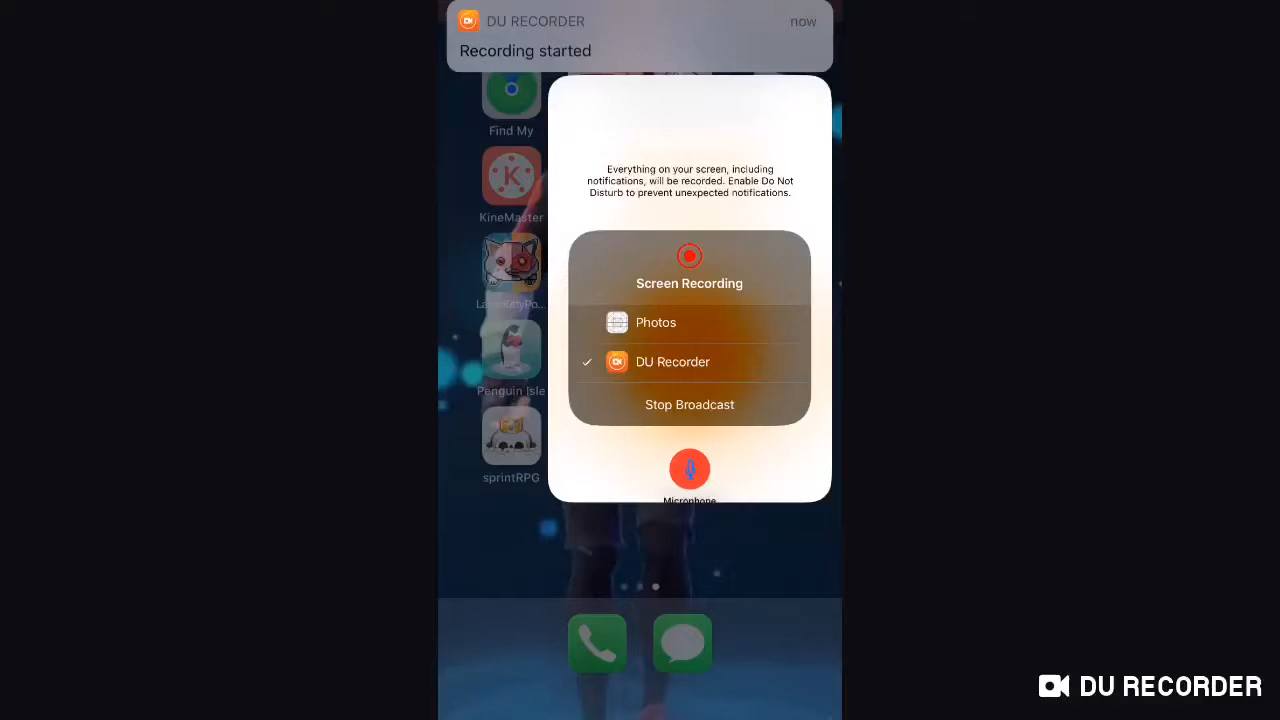 DU RECORDER
now
Recording started
Find My
Everything on your screen, including
notifications, will be recorded. Enable Do Not
Disturb to prevent unexpected notifications.
KineMaster
Screen Recording
LaserKittyPo...
Photos
DU Recorder
Penguin Isle
Stop Broadcast
sprintRPG
Microphone
DU RECORDER